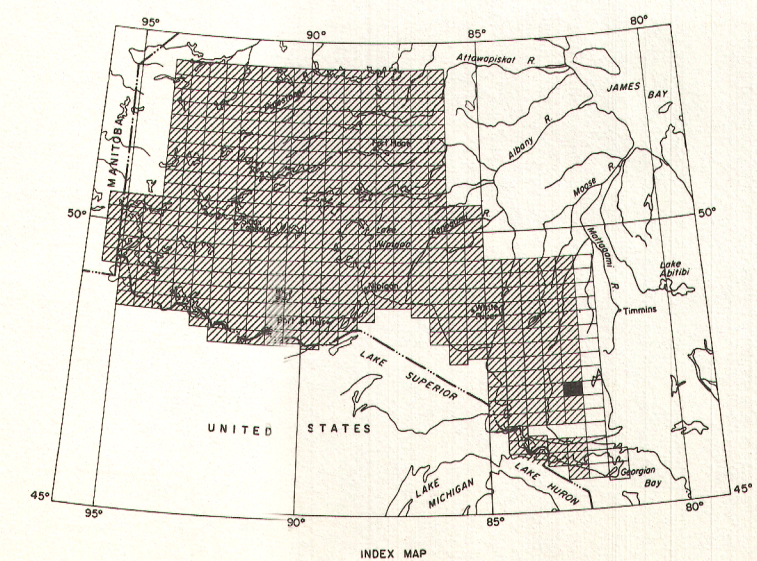 95°
90°
85°
80°
Attawapiskat R
JAMES BAY
Albany R
Moose R
MANITOBA
50°
50°
Lake
Nipigon
Kenogami R
Mattagami R
Lake
Abitibi
Nipigon
White
River
Timmins
Port Arthur
LAKE SUPERIOR
UNITED STATES
LAKE
MICHIGAN
LAKE HURON
Georgian
Bay
45°
95°
90°
85°
80°
45°
INDEX MAP